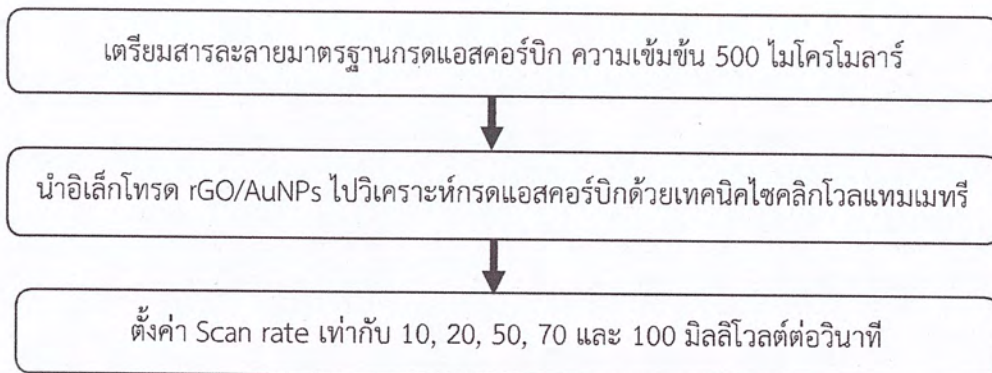 เตรียมสารละลายมาตรฐานกรดแอสคอร์บิก ความเข้มข้น 500 ไมโครโมลาร์
นำอิเล็กโทรด rGO/AuNPs ไปวิเคราะห์กรดแอสคอร์บิกด้วยเทคนิคไซคลิกโวลแทมเมทรี
ตั้งค่า Scan rate เท่ากับ 10, 20, 50, 70 และ 100 มิลลิโวลต์ต่อวินาที